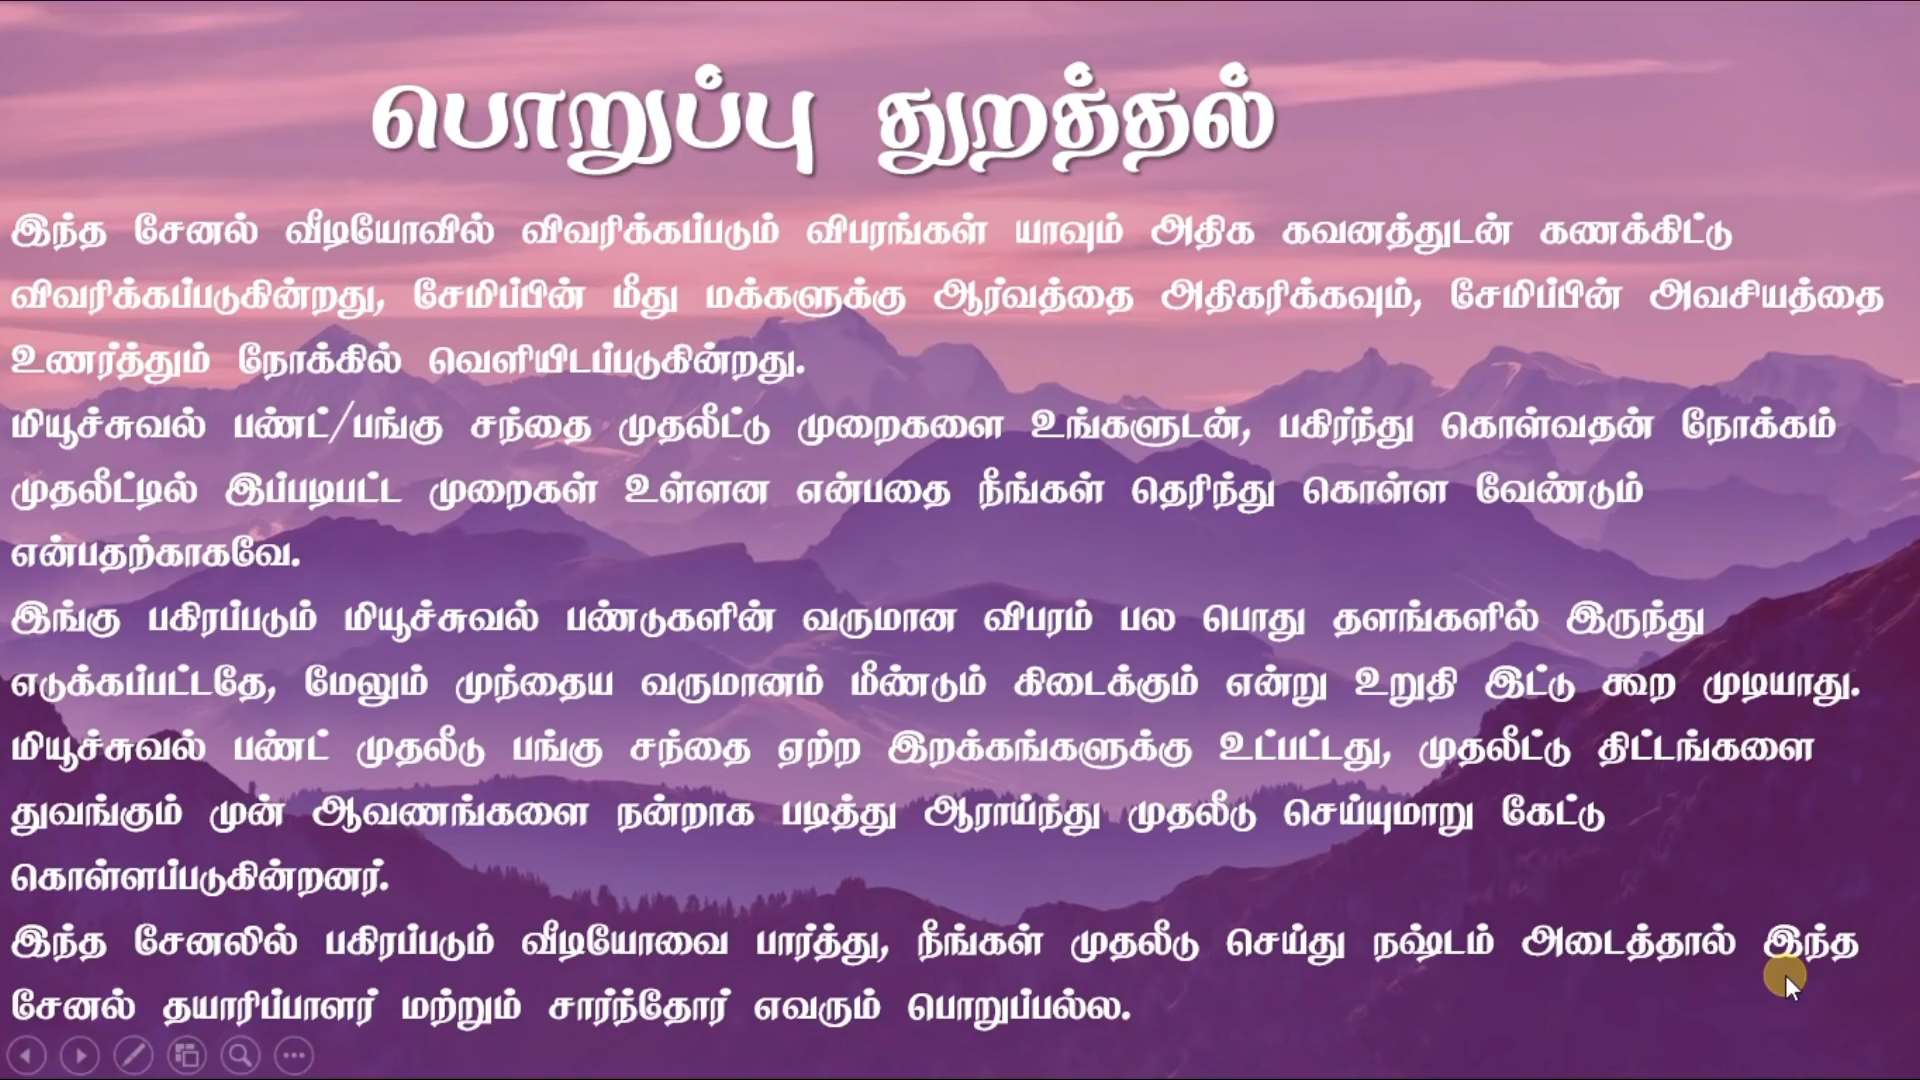 பொறுப்பு துறத்தல்
இந்த சேனல் வீடியோவில் விவரிக்கப்படும் விபரங்கள் யாவும் அதிக கவனத்துடன் கணக்கிட்டு
விவரிக்கப்படுகின்றது, சேமிப்பின் மீது மக்களுக்கு ஆர்வத்தை அதிகரிக்கவும், சேமிப்பின் அவசியத்தை
உணர்த்தும் நோக்கில் வெளியிடப்படுகின்றது.
மியூச்சுவல் பண்ட்/பங்கு சந்தை முதலீட்டு முறைகளை உங்களுடன், பகிர்ந்து கொள்வதன் நோக்கம்
முதலீட்டில் இப்படிபட்ட முறைகள் உள்ளன என்பதை நீங்கள் தெரிந்து கொள்ள வேண்டும்
என்பதற்காகவே.
இங்கு பகிரப்படும் மியூச்சுவல் பண்டுகளின் வருமான விபரம் பல பொது தளங்களில் இருந்து
எடுக்கப்பட்டதே, மேலும் முந்தைய வருமானம் மீண்டும் கிடைக்கும் என்று உறுதி இட்டு கூற முடியாது.
மியூச்சுவல் பண்ட் முதலீடு பங்கு சந்தை ஏற்ற இறக்கங்களுக்கு உட்பட்டது, முதலீட்டு திட்டங்களை
துவங்கும் முன் ஆவணங்களை நன்றாக படித்து ஆராய்ந்து முதலீடு செய்யுமாறு கேட்டு
கொள்ளப்படுகின்றனர்.
இந்த சேனலில் பகிரப்படும் வீடியோவை பார்த்து, நீங்கள் முதலீடு செய்து நஷ்டம் அடைத்தால் இந்த
சேனல் தயாரிப்பாளர் மற்றும் சார்ந்தோர் எவரும் பொறுப்பல்ல.